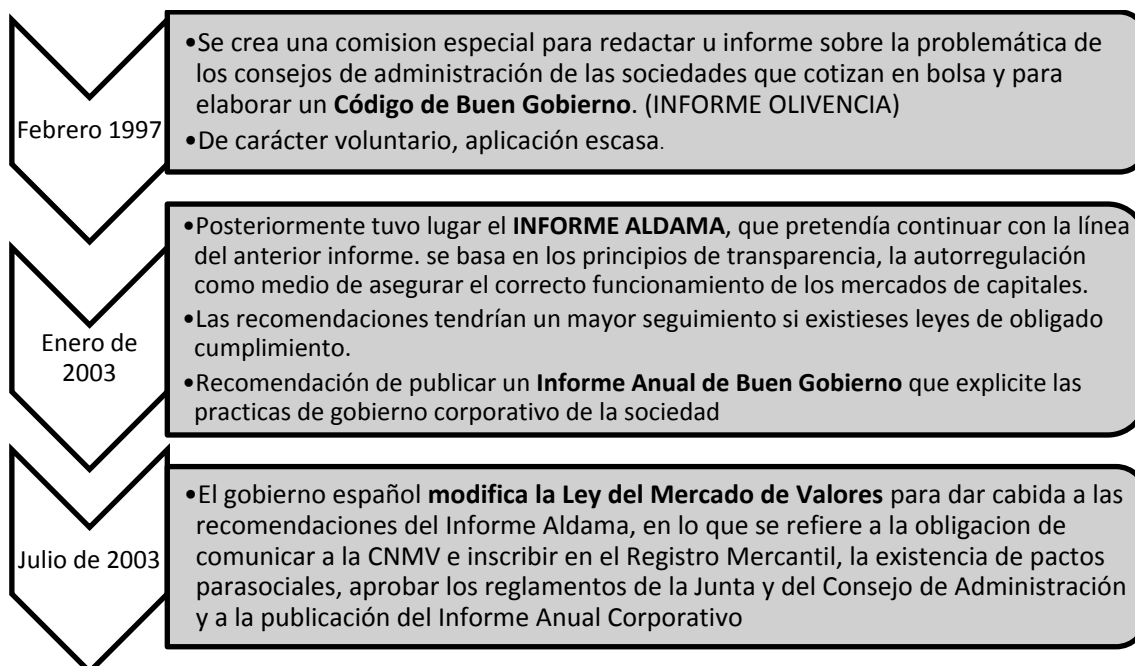 Febrero 1997
•Se crea una comision especial para redactar u informe sobre la problemática de
los consejos de administración de las sociedades que cotizan en bolsa y para
elaborar un Código de Buen Gobierno. (INFORME OLIVENCIA)
•De carácter voluntario, aplicación escasa.
Enero de
2003
•Posteriormente tuvo lugar el INFORME ALDAMA, que pretendía continuar con la línea
del anterior informe. se basa en los principios de transparencia, la autorregulación
como medio de asegurar el correcto funcionamiento de los mercados de capitales.
•Las recomendaciones tendrían un mayor seguimiento si existieses leyes de obligado
cumplimiento.
•Recomendación de publicar un Informe Anual de Buen Gobierno que explicite las
practicas de gobierno corporativo de la sociedad
Julio de 2003
•El gobierno español modifica la Ley del Mercado de Valores para dar cabida a las
recomendaciones del Informe Aldama, en lo que se refiere a la obligacion de
comunicar a la CNMV e inscribir en el Registro Mercantil, la existencia de pactos
parasociales, aprobar los reglamentos de la Junta y del Consejo de Administración
y a la publicación del Informe Anual Corporativo